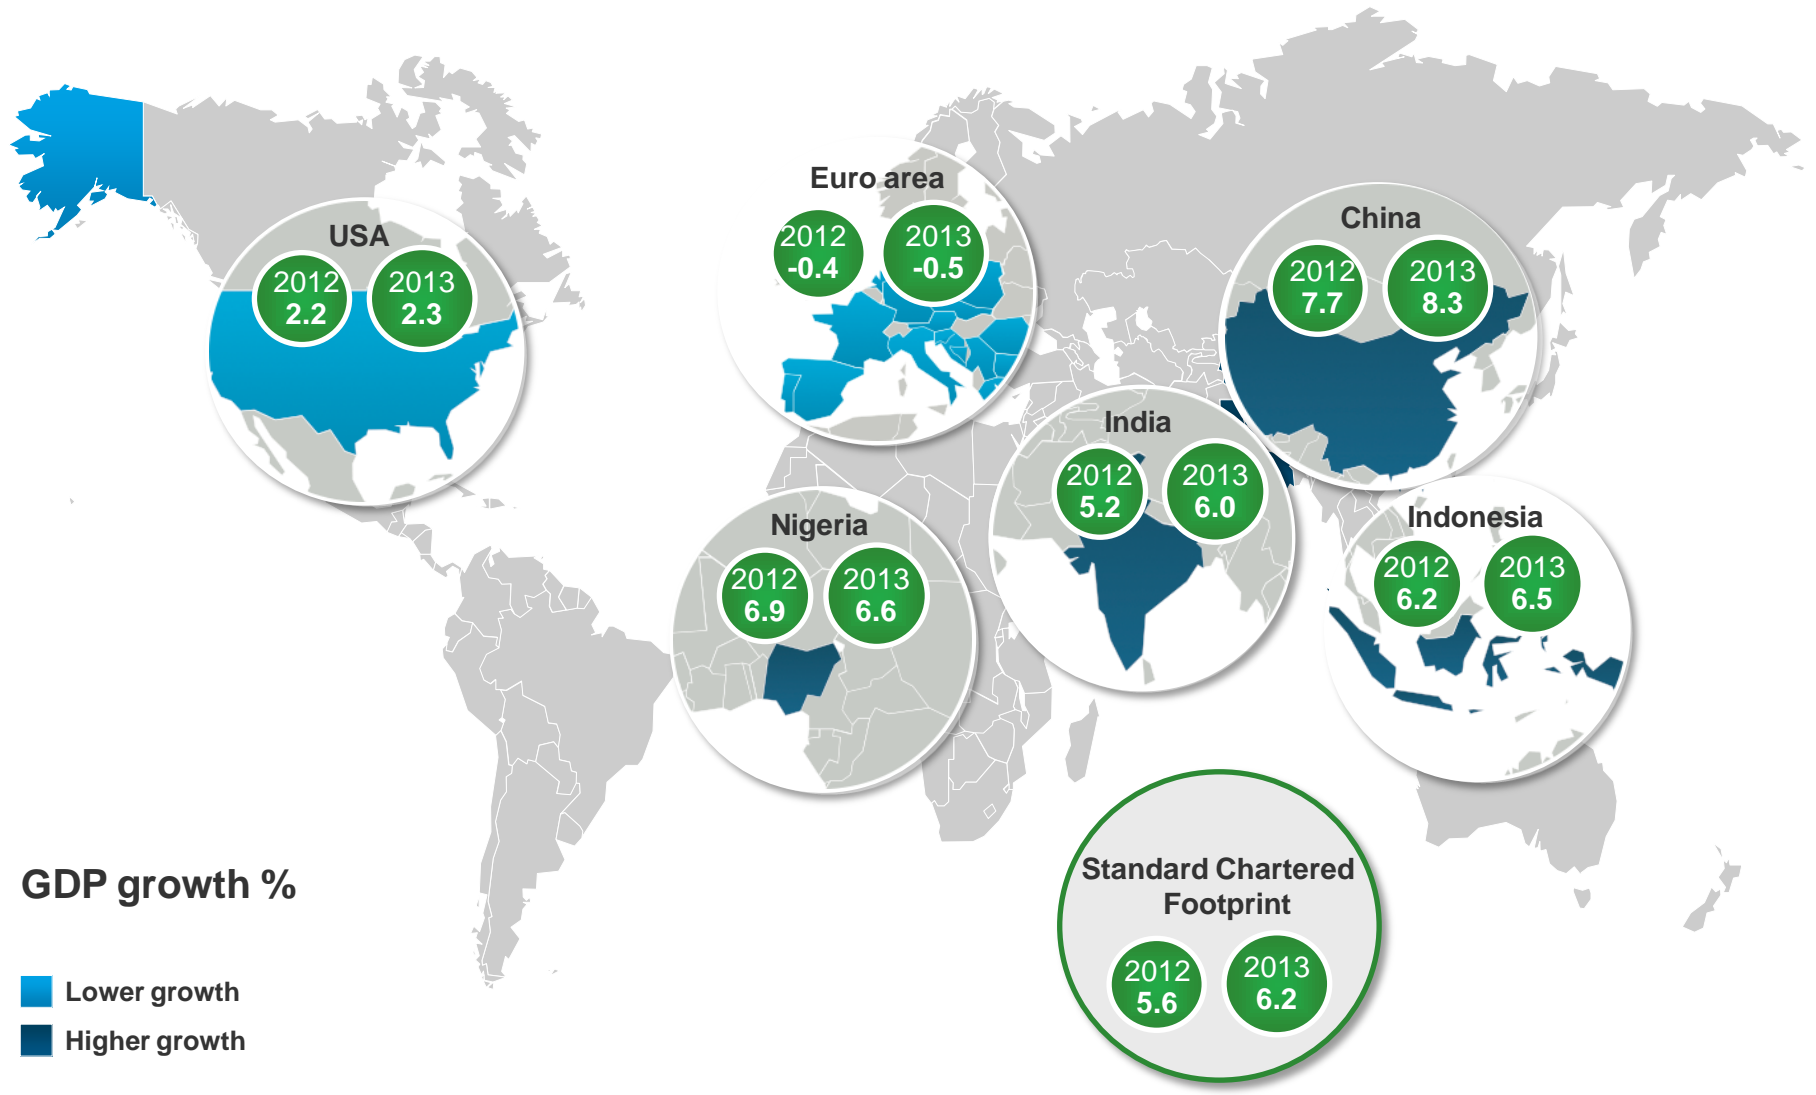 USA
2012
2.2
2013
2.3
Euro area
2012
-0.4
2013
-0.5
China
2012
7.7
2013
8.3
India
2012
5.2
2013
6.0
Nigeria
2012
6.9
2013
6.6
Indonesia
2012
6.2
2013
6.5
Standard Chartered
Footprint
2012
5.6
2013
6.2
GDP growth %
Lower growth
Higher growth